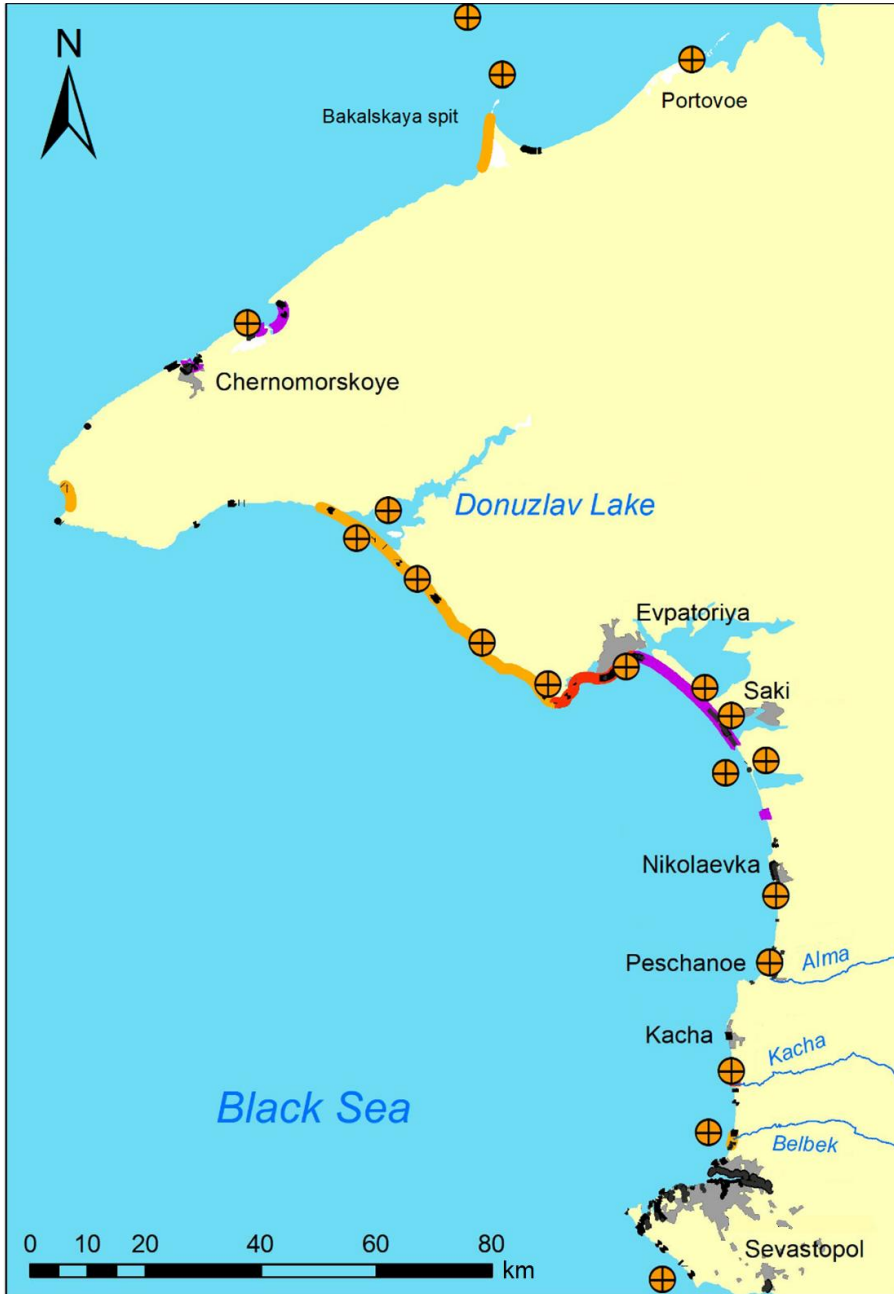 N
Bakalskaya spit
Portovoe
Chernomorskoye
Donuzlav Lake
Evpatoriya
Saki
Nikolaevka
Peschanoe
Alma
Kacha
Kacha
Black Sea
Belbek
Sevastopol
0 10 20 40 60 80
km